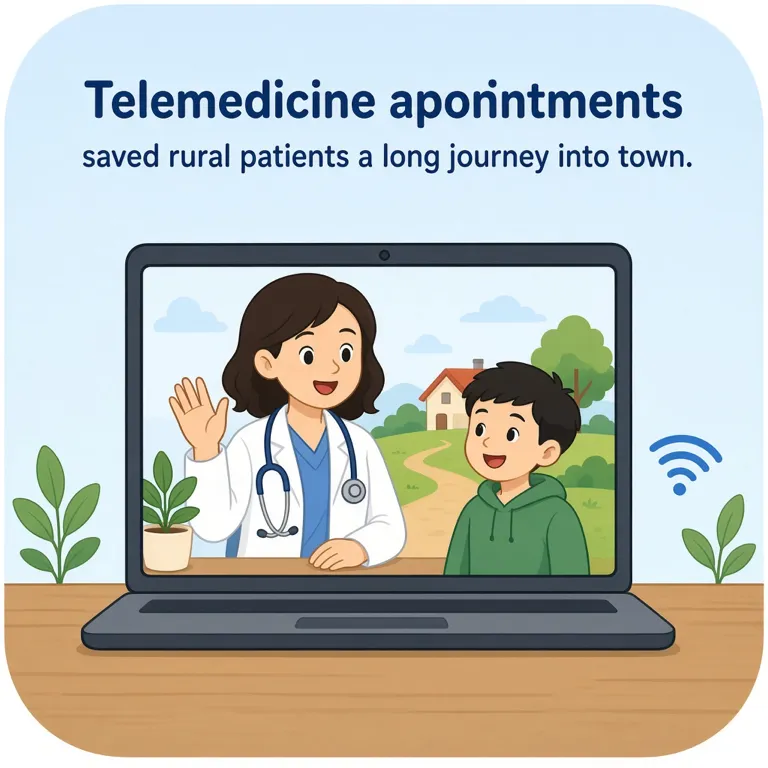 Telemedicine aponintments
saved rural patients a long journey into town.